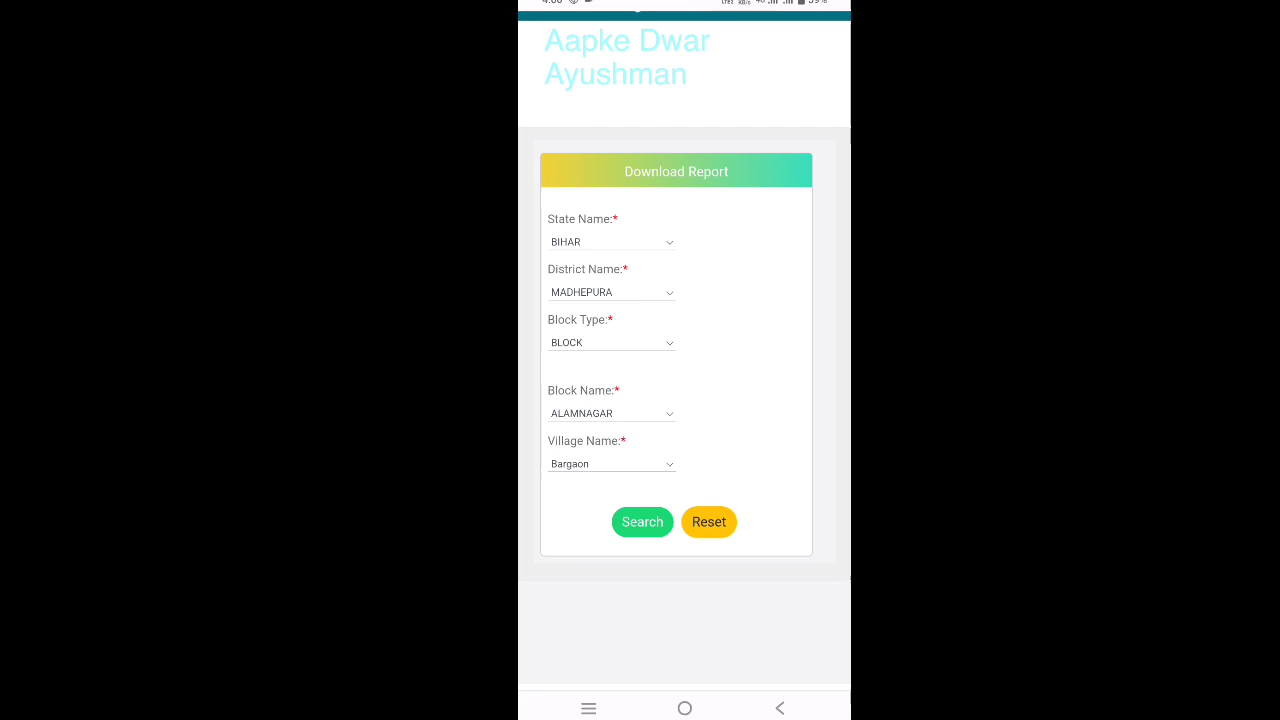 Aapke Dwar
Ayushman
Download Report
State Name:*
BIHAR
District Name:*
MADHEPURA
Block Type:*
BLOCK
Block Name:*
ALAMNAGAR
Village Name:*
Bargaon
Search
Reset